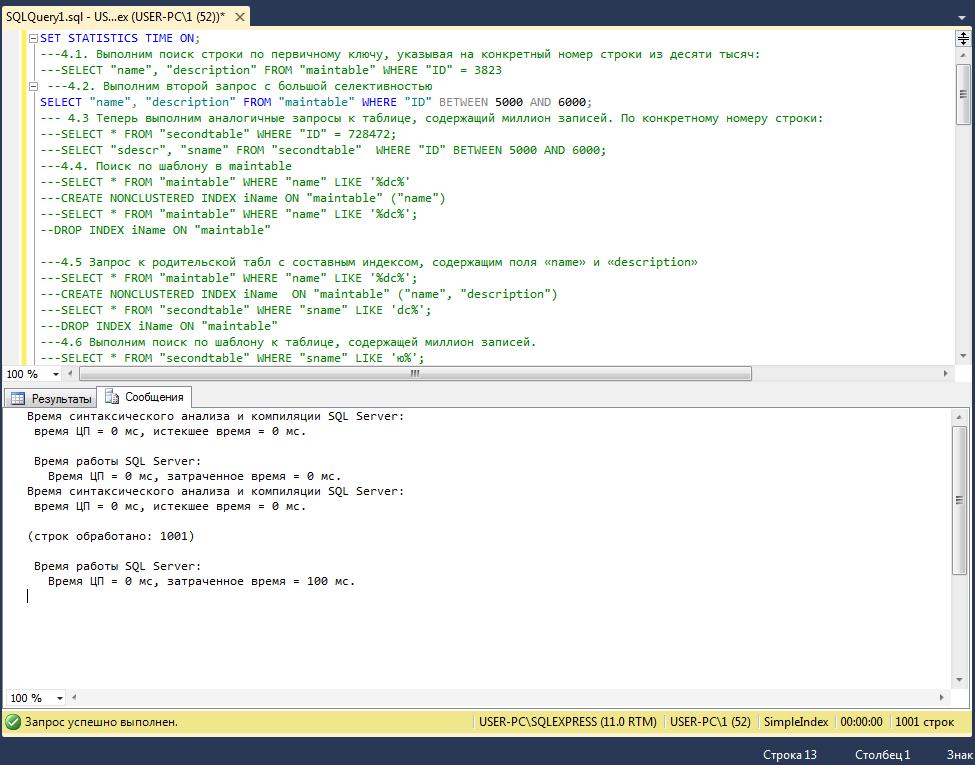 SQLQuery1.sql - US...ex (USER-PC\1 (52))*
SET STATISTICS TIME ON;
---4.1. Выполним поиск строки по первичному ключу, указывая на конкретный номер строки из десяти тысяч:
---SELECT "name", "description" FROM "maintable" WHERE "ID" = 3823
---4.2. Выполним второй запрос с большой селективностью
SELECT "name", "description" FROM "maintable" WHERE "ID" BETWEEN 5000 AND 6000;
--- 4.3 Теперь выполним аналогичные запросы к таблице, содержащий миллион записей. По конкретному номеру строки:
---SELECT * FROM "secondtable" WHERE "ID" = 728472;
---SELECT "sdescr", "sname" FROM "secondtable"  WHERE "ID" BETWEEN 5000 AND 6000;
---4.4. Поиск по шаблону в maintable
---SELECT * FROM "maintable" WHERE "name" LIKE '%dc%'
---CREATE NONCLUSTERED INDEX iName ON "maintable" ("name")
---SELECT * FROM "maintable" WHERE "name" LIKE '%dc%';
--DROP INDEX iName ON "maintable"
---4.5 Запрос к родительской табл с составным индексом, содержащим поля «name» и «description»
---SELECT * FROM "maintable" WHERE "name" LIKE '%dc%';
---CREATE NONCLUSTERED INDEX iName  ON "maintable" ("name", "description")
---SELECT * FROM "secondtable" WHERE "sname" LIKE 'dc%';
---DROP INDEX iName ON "maintable"
---4.6 Выполним поиск по шаблону к таблице, содержащей миллион записей.
---SELECT * FROM "secondtable" WHERE "sname" LIKE 'ю%';
100 %
Результаты Сообщения
Время синтаксического анализа и компиляции SQL Server:
время ЦП = 0 мс, истекшее время = 0 мс.
Время работы SQL Server:
Время ЦП = 0 мс, затраченное время = 0 мс.
Время синтаксического анализа и компиляции SQL Server:
время ЦП = 0 мс, истекшее время = 0 мс.
(строк обработано: 1001)
Время работы SQL Server:
Время ЦП = 0 мс, затраченное время = 100 мс.
100 %
Запрос успешно выполнен. USER-PC\SQLEXPRESS (11.0 RTM) USER-PC\1 (52) SimpleIndex 00:00:00 1001 строк
Строка 13 Столбец 1 Знак